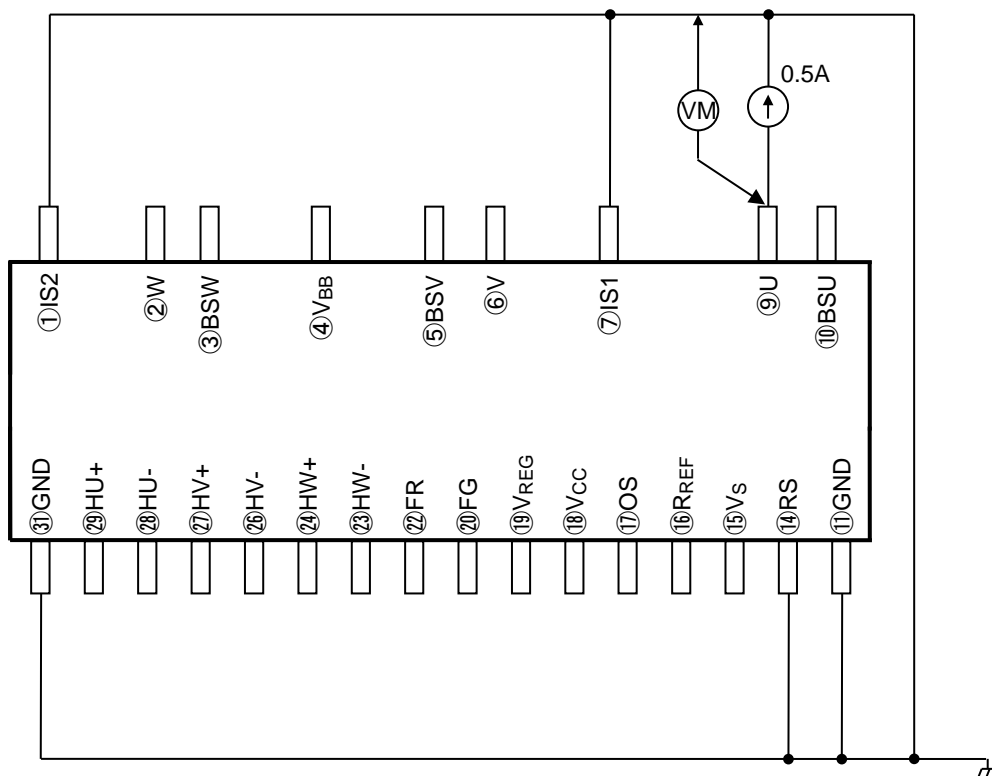 0.5A
VM
①IS2
②W
③BSW
④VBB
⑤BSV
⑥V
⑦IS1
⑨U
⑩BSU
㉛GND
㉙HU+
㉘HU-
㉗HV+
㉖HV-
㉔HW+
㉓HW-
㉒FR
⑳FG
⑲VREG
⑱VCC
⑰OS
⑯RREF
⑮VS
⑭RS
⑪GND